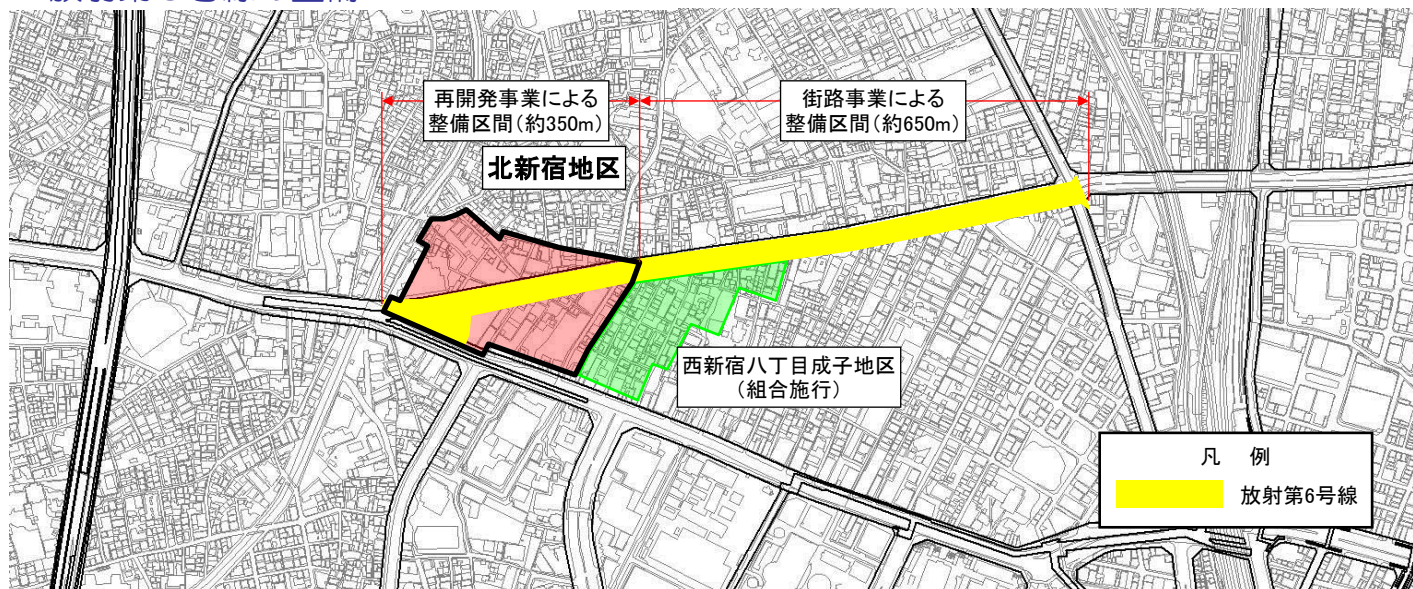 再開発事業による
整備区間(約350m)
街路事業による
整備区間(約650m)
北新宿地区
西新宿八丁目成子地区
(組合施行)
凡 例
放射第6号線